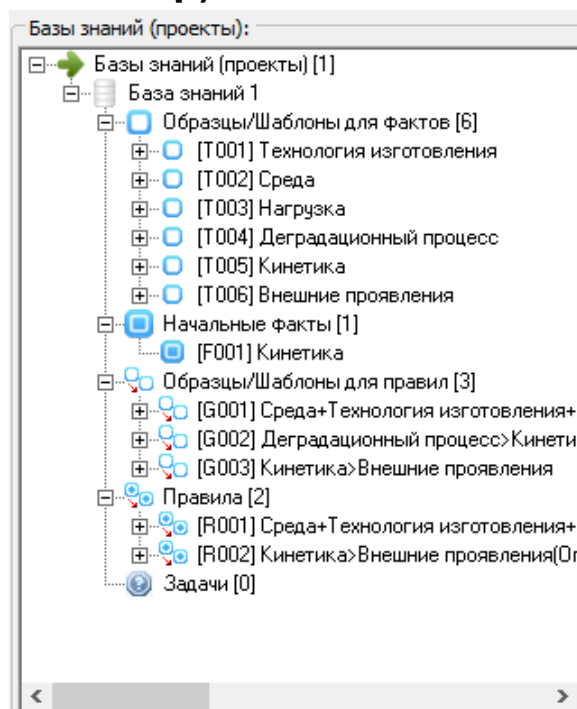 Базы знаний (проекты):
Базы знаний (проекты) [1]
База знаний 1
Образцы/Шаблоны для фактов [6]
[T001] Технология изготовления
[T002] Среда
[T003] Нагрузка
[T004] Деградационный процесс
[T005] Кинетика
[T006] Внешние проявления
Начальные факты [1]
[F001] Кинетика
Образцы/Шаблоны для правил [3]
[G001] Среда+Технология изготовления+
[G002] Деградационный процесс>Кинети
[G003] Кинетика>Внешние проявления
Правила [2]
[R001] Среда+Технология изготовления+
[R002] Кинетика>Внешние проявления(Оп
Задачи [0]